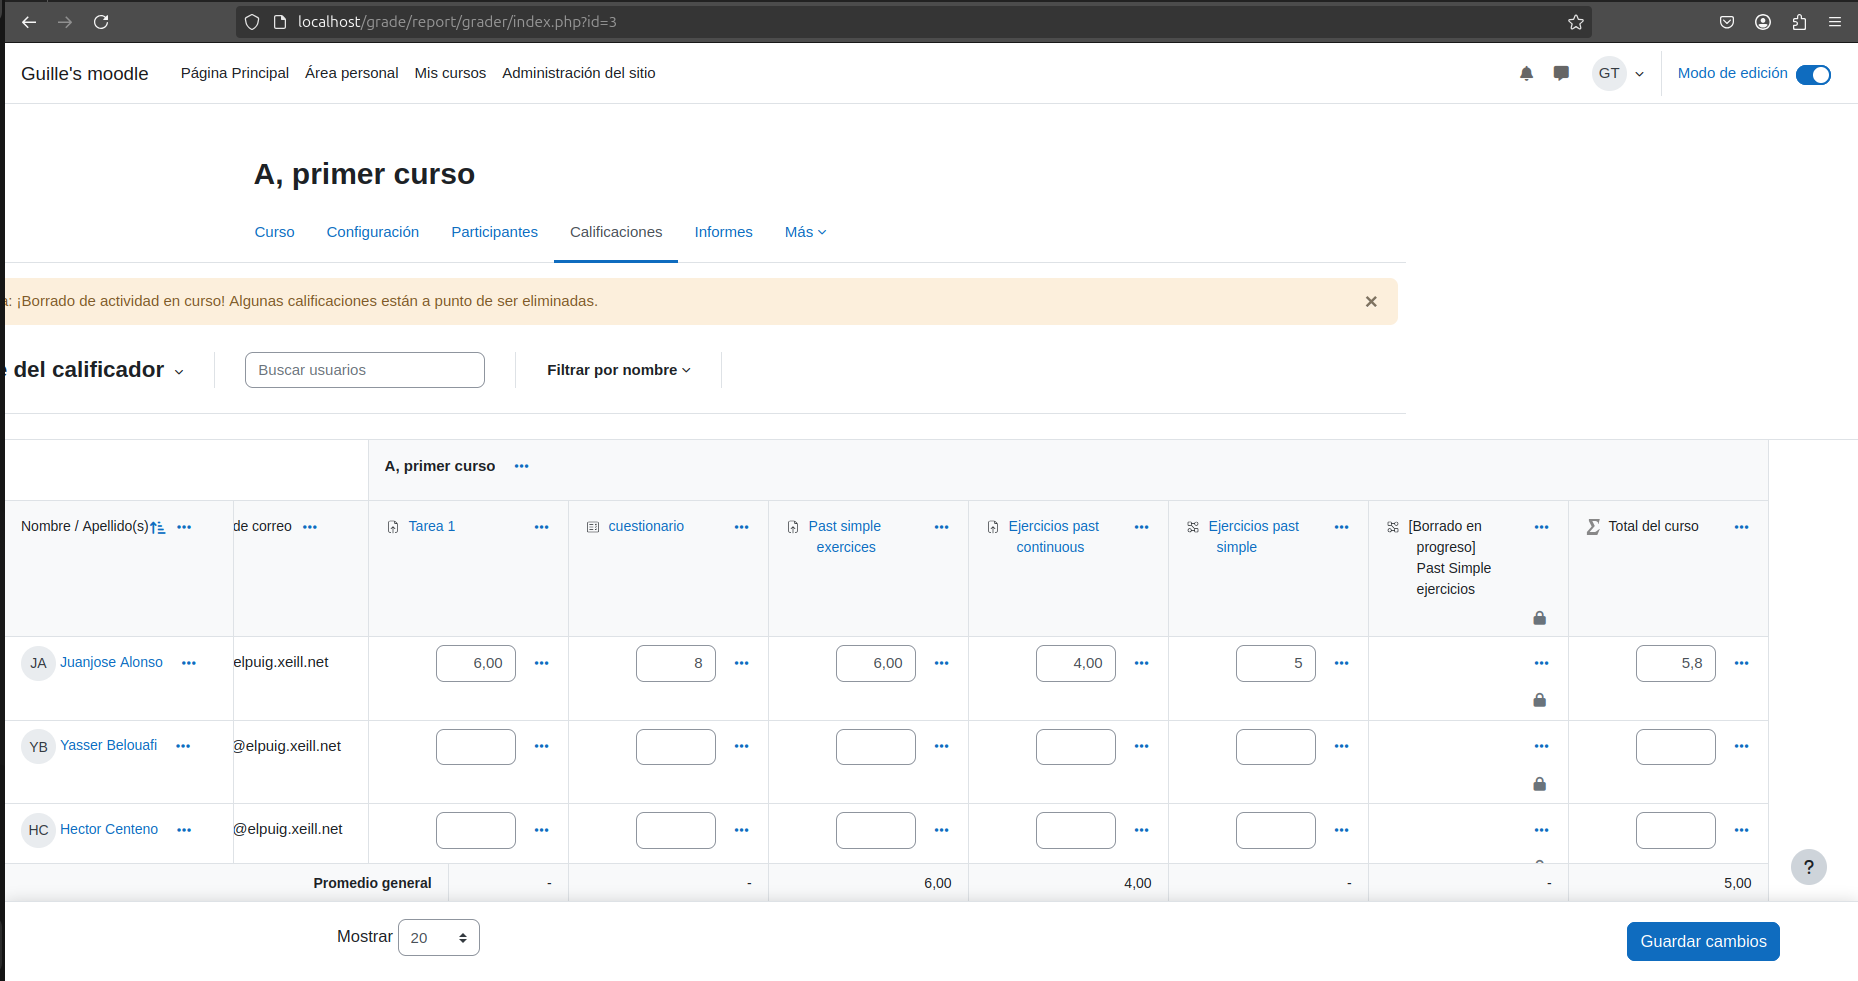 localhost/grade/report/grader/index.php?id=3
Guille's moodle Página Principal Área personal Mis cursos Administración del sitio GT Modo de edición
A, primer curso
Curso Configuración Participantes Calificaciones Informes Más
a: ¡Borrado de actividad en curso! Algunas calificaciones están a punto de ser eliminadas. ×
del calificador Buscar usuarios Filtrar por nombre
A, primer curso •••
Nombre / Apellido(s) ••• de correo ••• Tarea 1 ••• cuestionario ••• Past simple ••• Ejercicios past ••• Ejercicios past ••• [Borrado en ••• Total del curso •••
exercices continuous simple progreso]
Past Simple
ejercicios
JA Juanjose Alonso ••• elpuig.xeill.net 6,00 ••• 8 ••• 6,00 ••• 4,00 ••• 5 ••• ••• 5,8 •••
YB Yasser Belouafi ••• @elpuig.xeill.net ••• ••• ••• ••• ••• ••• •••
HC Hector Centeno ••• @elpuig.xeill.net ••• ••• ••• ••• ••• ••• •••
Promedio general - - 6,00 4,00 - - 5,00
?
Mostrar 20 Guardar cambios